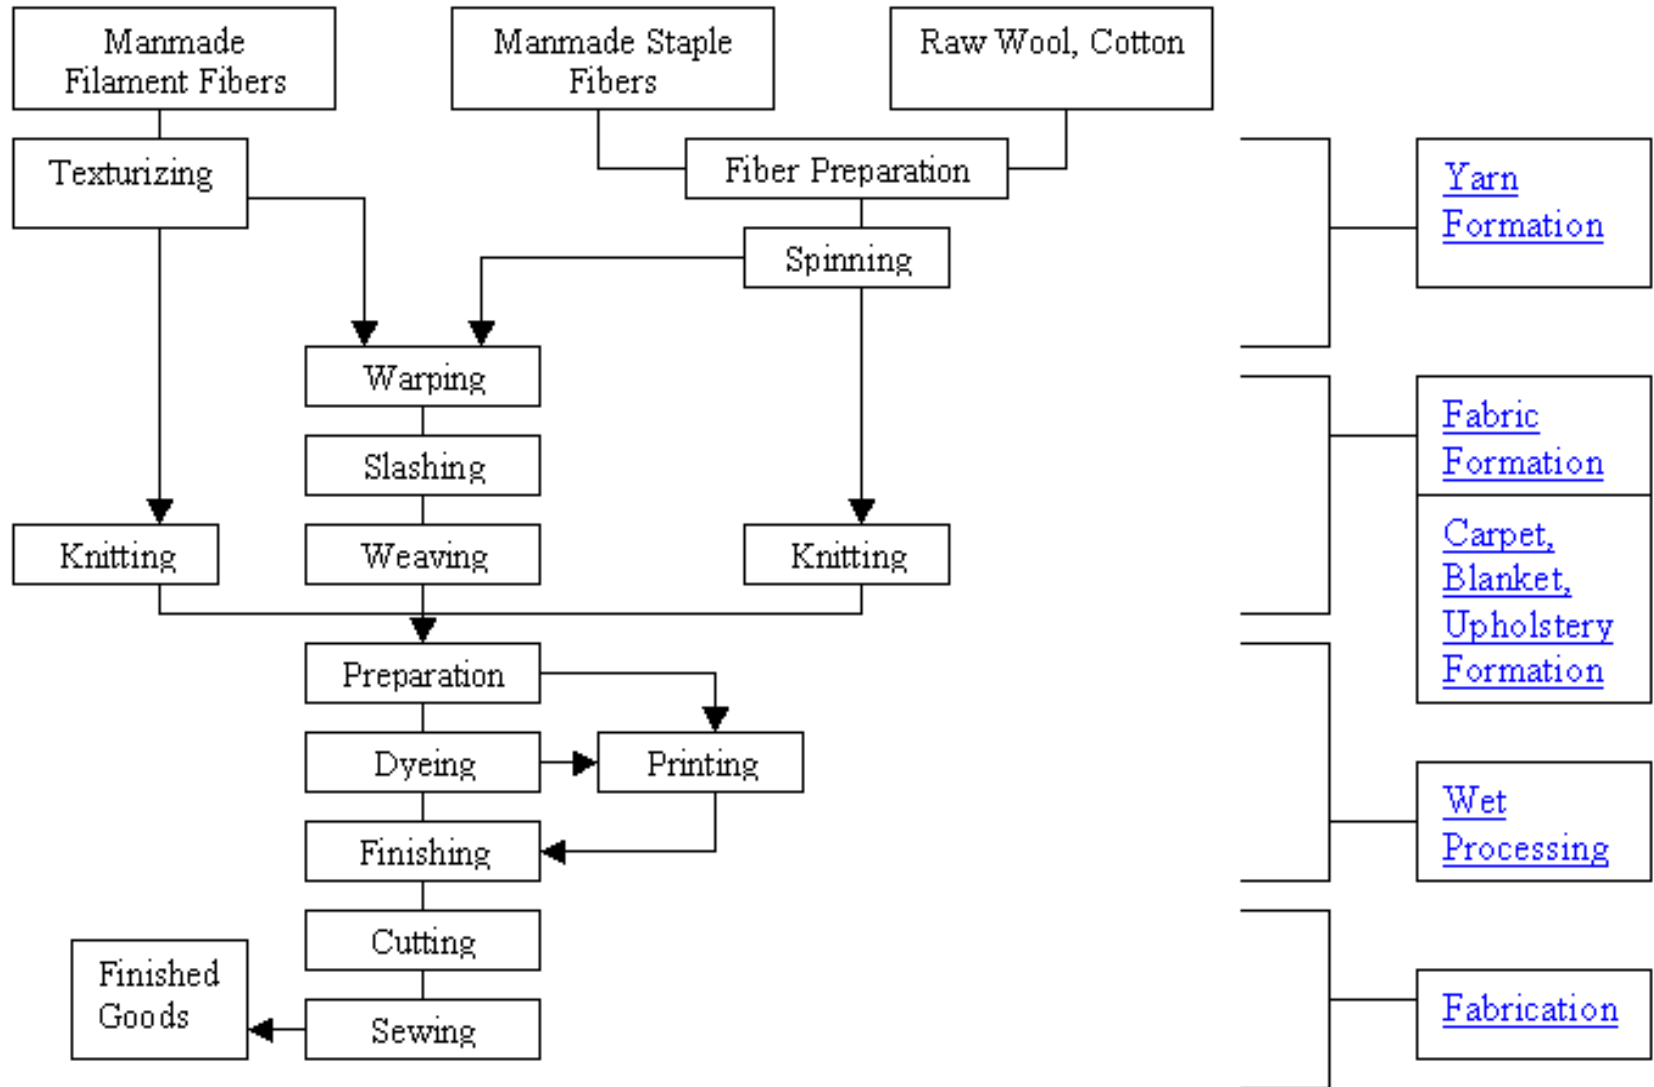 Manmade
Filament Fibers
Manmade Staple
Fibers
Raw Wool, Cotton
Texturizing
Fiber Preparation
Yarn
Formation
Spinning
Warping
Fabric
Formation
Slashing
Knitting
Weaving
Knitting
Carpet,
Blanket,
Upholstery
Formation
Preparation
Dyeing
Printing
Wet
Processing
Finishing
Cutting
Finished
Goods
Sewing
Fabrication